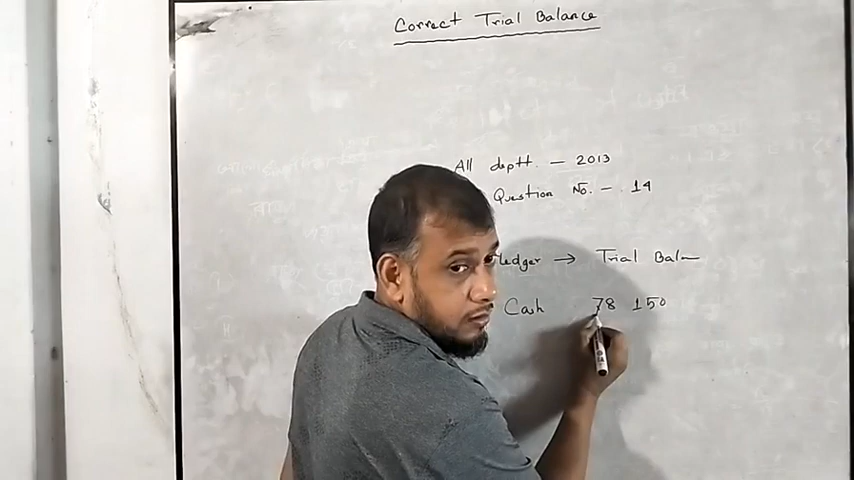 Correct Trial Balance
All deptt. - 2013
Question No. - 14
ledger → Trial Bal
Cash 78 150